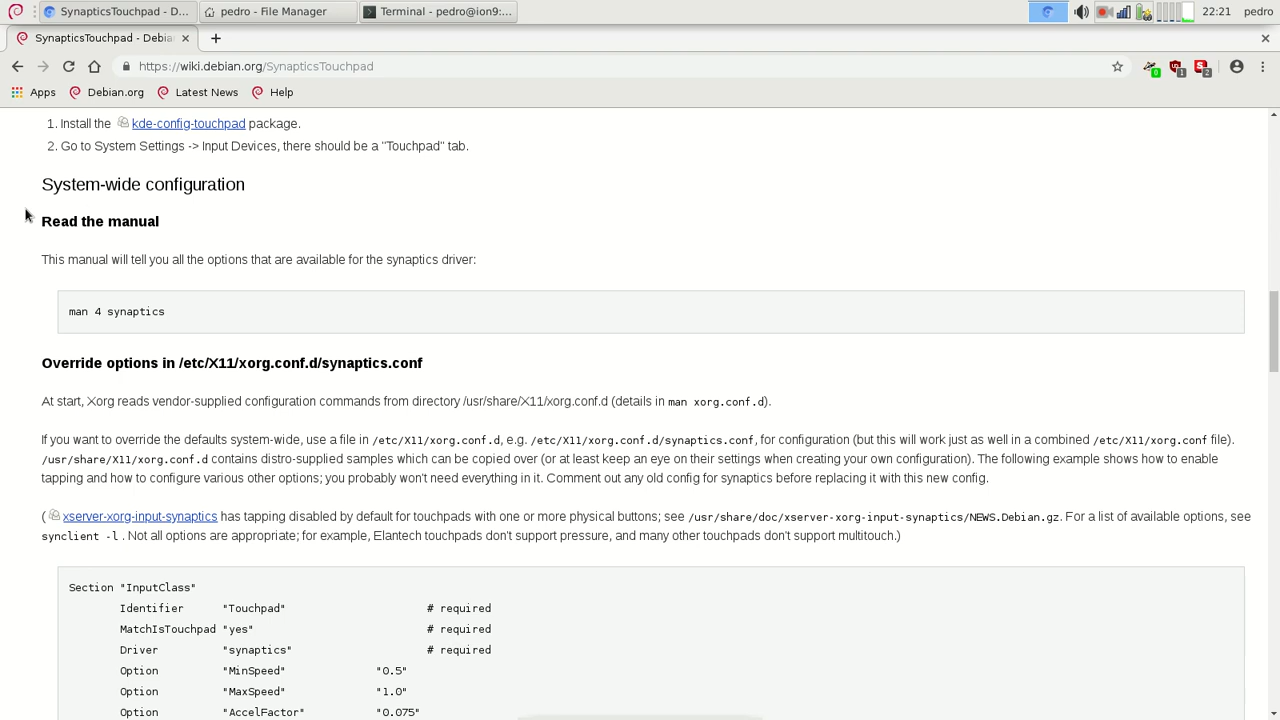 SynapticsTouchpad - D...
pedro - File Manager
Terminal - pedro@ion9:...
22:21
pedro
SynapticsTouchpad - Debia
https://wiki.debian.org/SynapticsTouchpad
0
1
2
Apps
Debian.org
Latest News
Help
1. Install the kde-config-touchpad package.
2. Go to System Settings -> Input Devices, there should be a "Touchpad" tab.
System-wide configuration
Read the manual
This manual will tell you all the options that are available for the synaptics driver:
man 4 synaptics
Override options in /etc/X11/xorg.conf.d/synaptics.conf
At start, Xorg reads vendor-supplied configuration commands from directory /usr/share/X11/xorg.conf.d (details in man xorg.conf.d).
If you want to override the defaults system-wide, use a file in /etc/X11/xorg.conf.d, e.g. /etc/X11/xorg.conf.d/synaptics.conf, for configuration (but this will work just as well in a combined /etc/X11/xorg.conf file).
/usr/share/X11/xorg.conf.d contains distro-supplied samples which can be copied over (or at least keep an eye on their settings when creating your own configuration). The following example shows how to enable
tapping and how to configure various other options; you probably won't need everything in it. Comment out any old config for synaptics before replacing it with this new config.
( xserver-xorg-input-synaptics has tapping disabled by default for touchpads with one or more physical buttons; see /usr/share/doc/xserver-xorg-input-synaptics/NEWS.Debian.gz. For a list of available options, see
synclient -l . Not all options are appropriate; for example, Elantech touchpads don't support pressure, and many other touchpads don't support multitouch.)
Section "InputClass"
Identifier "Touchpad" # required
MatchIsTouchpad "yes" # required
Driver "synaptics" # required
Option "MinSpeed" "0.5"
Option "MaxSpeed" "1.0"
Option "AccelFactor" "0.075"